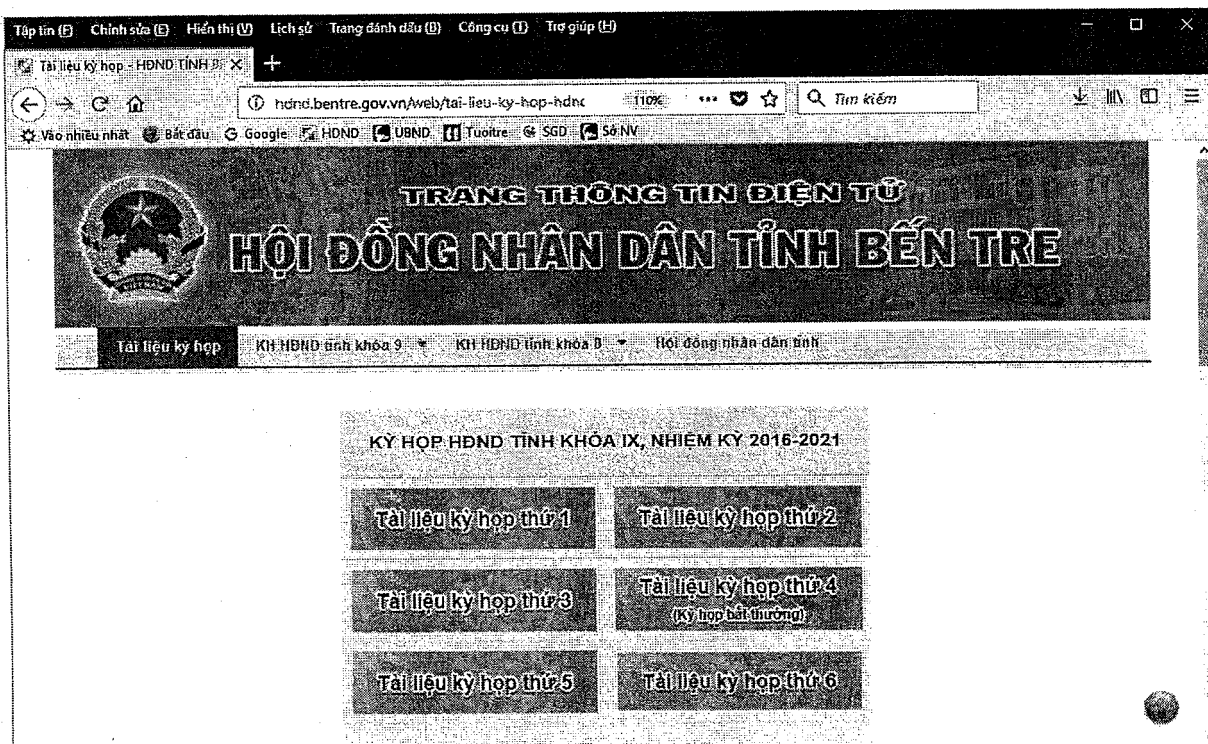 Tập tin (F) Chỉnh sửa (E) Hiển thị (V) Lịch sử Trang đánh dấu (B) Công cụ (T) Trợ giúp (H)
Tài liệu kỳ họp - HĐND TỈNH
hdnd.bentre.gov.vn/web/tai-lieu-ky-hop-hdnd 110% Tìm kiếm
Vào nhiều nhất Bắt đầu Google HDND UBND Tuoitre SGD Sở NV
TRANG THÔNG TIN ĐIỆN TỬ
HỘI ĐỒNG NHÂN DÂN TỈNH BẾN TRE
VIỆT NAM
Tài liệu kỳ họp KH HĐND tỉnh khóa 9 KH HĐND tỉnh khóa 8 Hội đồng nhân dân tỉnh
KỲ HỌP HĐND TỈNH KHÓA IX, NHIỆM KỲ 2016-2021
Tài liệu kỳ họp thứ 1 Tài liệu kỳ họp thứ 2
Tài liệu kỳ họp thứ 3 Tài liệu kỳ họp thứ 4
(Kỳ họp bất thường)
Tài liệu kỳ họp thứ 5 Tài liệu kỳ họp thứ 6